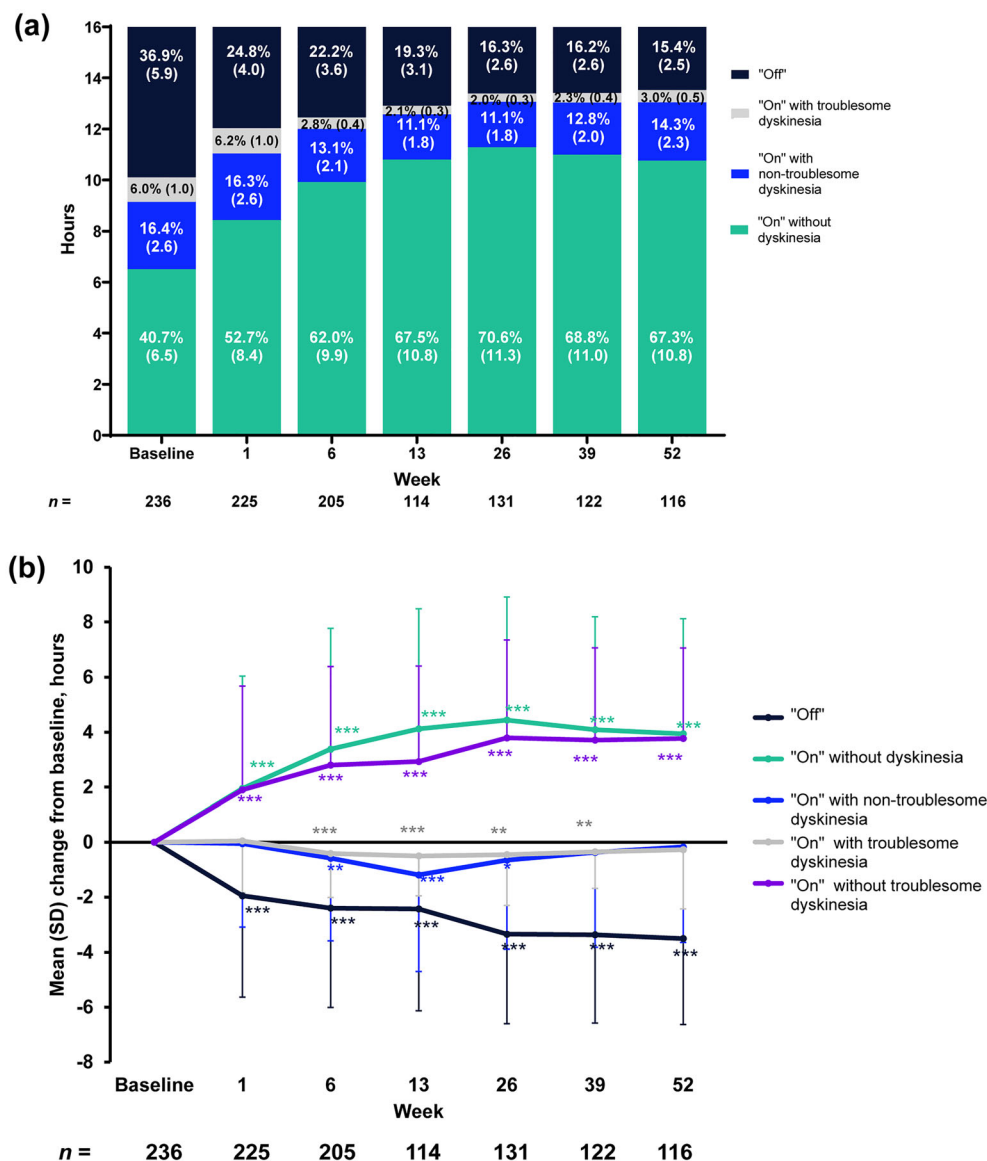 (a)
16
14
12
10
8
6
4
2
0
Hours
36.9%
(5.9)
6.0% (1.0)
16.4%
(2.6)
40.7%
(6.5)
24.8%
(4.0)
6.2% (1.0)
16.3%
(2.6)
52.7%
(8.4)
22.2%
(3.6)
2.8% (0.4)
13.1%
(2.1)
62.0%
(9.9)
19.3%
(3.1)
2.1% (0.3)
11.1%
(1.8)
67.5%
(10.8)
16.3%
(2.6)
2.0% (0.3)
11.1%
(1.8)
70.6%
(11.3)
16.2%
(2.6)
2.3% (0.4)
12.8%
(2.0)
68.8%
(11.0)
15.4%
(2.5)
3.0% (0.5)
14.3%
(2.3)
67.3%
(10.8)
"Off"
"On" with troublesome
dyskinesia
"On" with
non-troublesome
dyskinesia
"On" without
dyskinesia
Baseline 1 6 13 26 39 52
Week
n = 236 225 205 114 131 122 116
(b)
10
8
6
4
2
0
-2
-4
-6
-8
Mean (SD) change from baseline, hours
*** *** *** *** *** ***
*** *** *** *** *** ***
*** *** ** **
** *** *
*** *** *** *** *** ***
"Off"
"On" without dyskinesia
"On" with non-troublesome
dyskinesia
"On" with troublesome
dyskinesia
"On" without troublesome
dyskinesia
Baseline 1 6 13 26 39 52
Week
n = 236 225 205 114 131 122 116